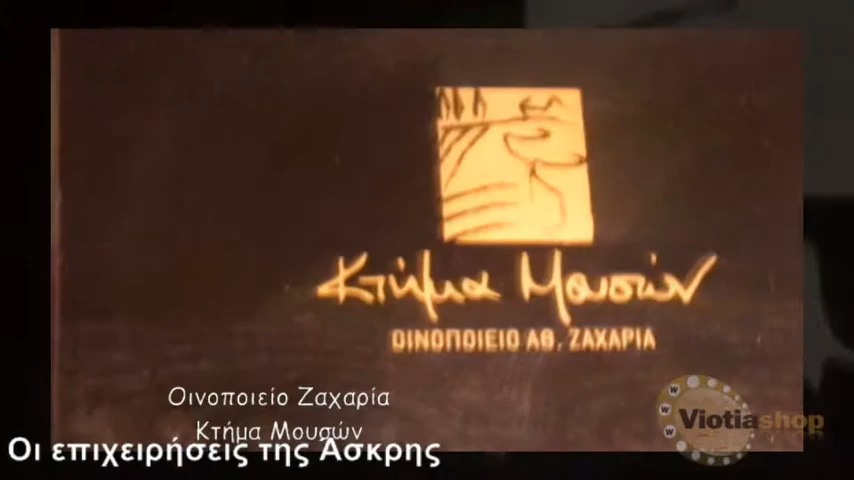 Κτήμα Μουσών
ΟΙΝΟΠΟΙΕΙΟ ΑΘ. ΖΑΧΑΡΙΑ
Οινοποιείο Ζαχαρία
Κτήμα Μουσών
Οι επιχειρήσεις της Άσκρης
Viotiashop